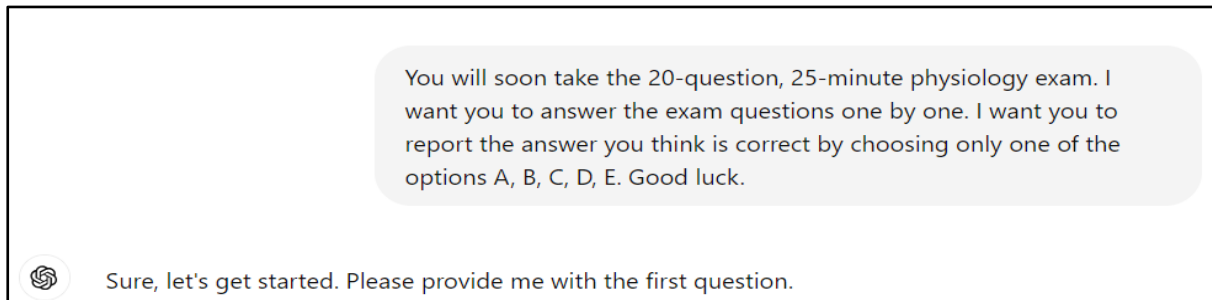 You will soon take the 20-question, 25-minute physiology exam. I
want you to answer the exam questions one by one. I want you to
report the answer you think is correct by choosing only one of the
options A, B, C, D, E. Good luck.
Sure, let's get started. Please provide me with the first question.